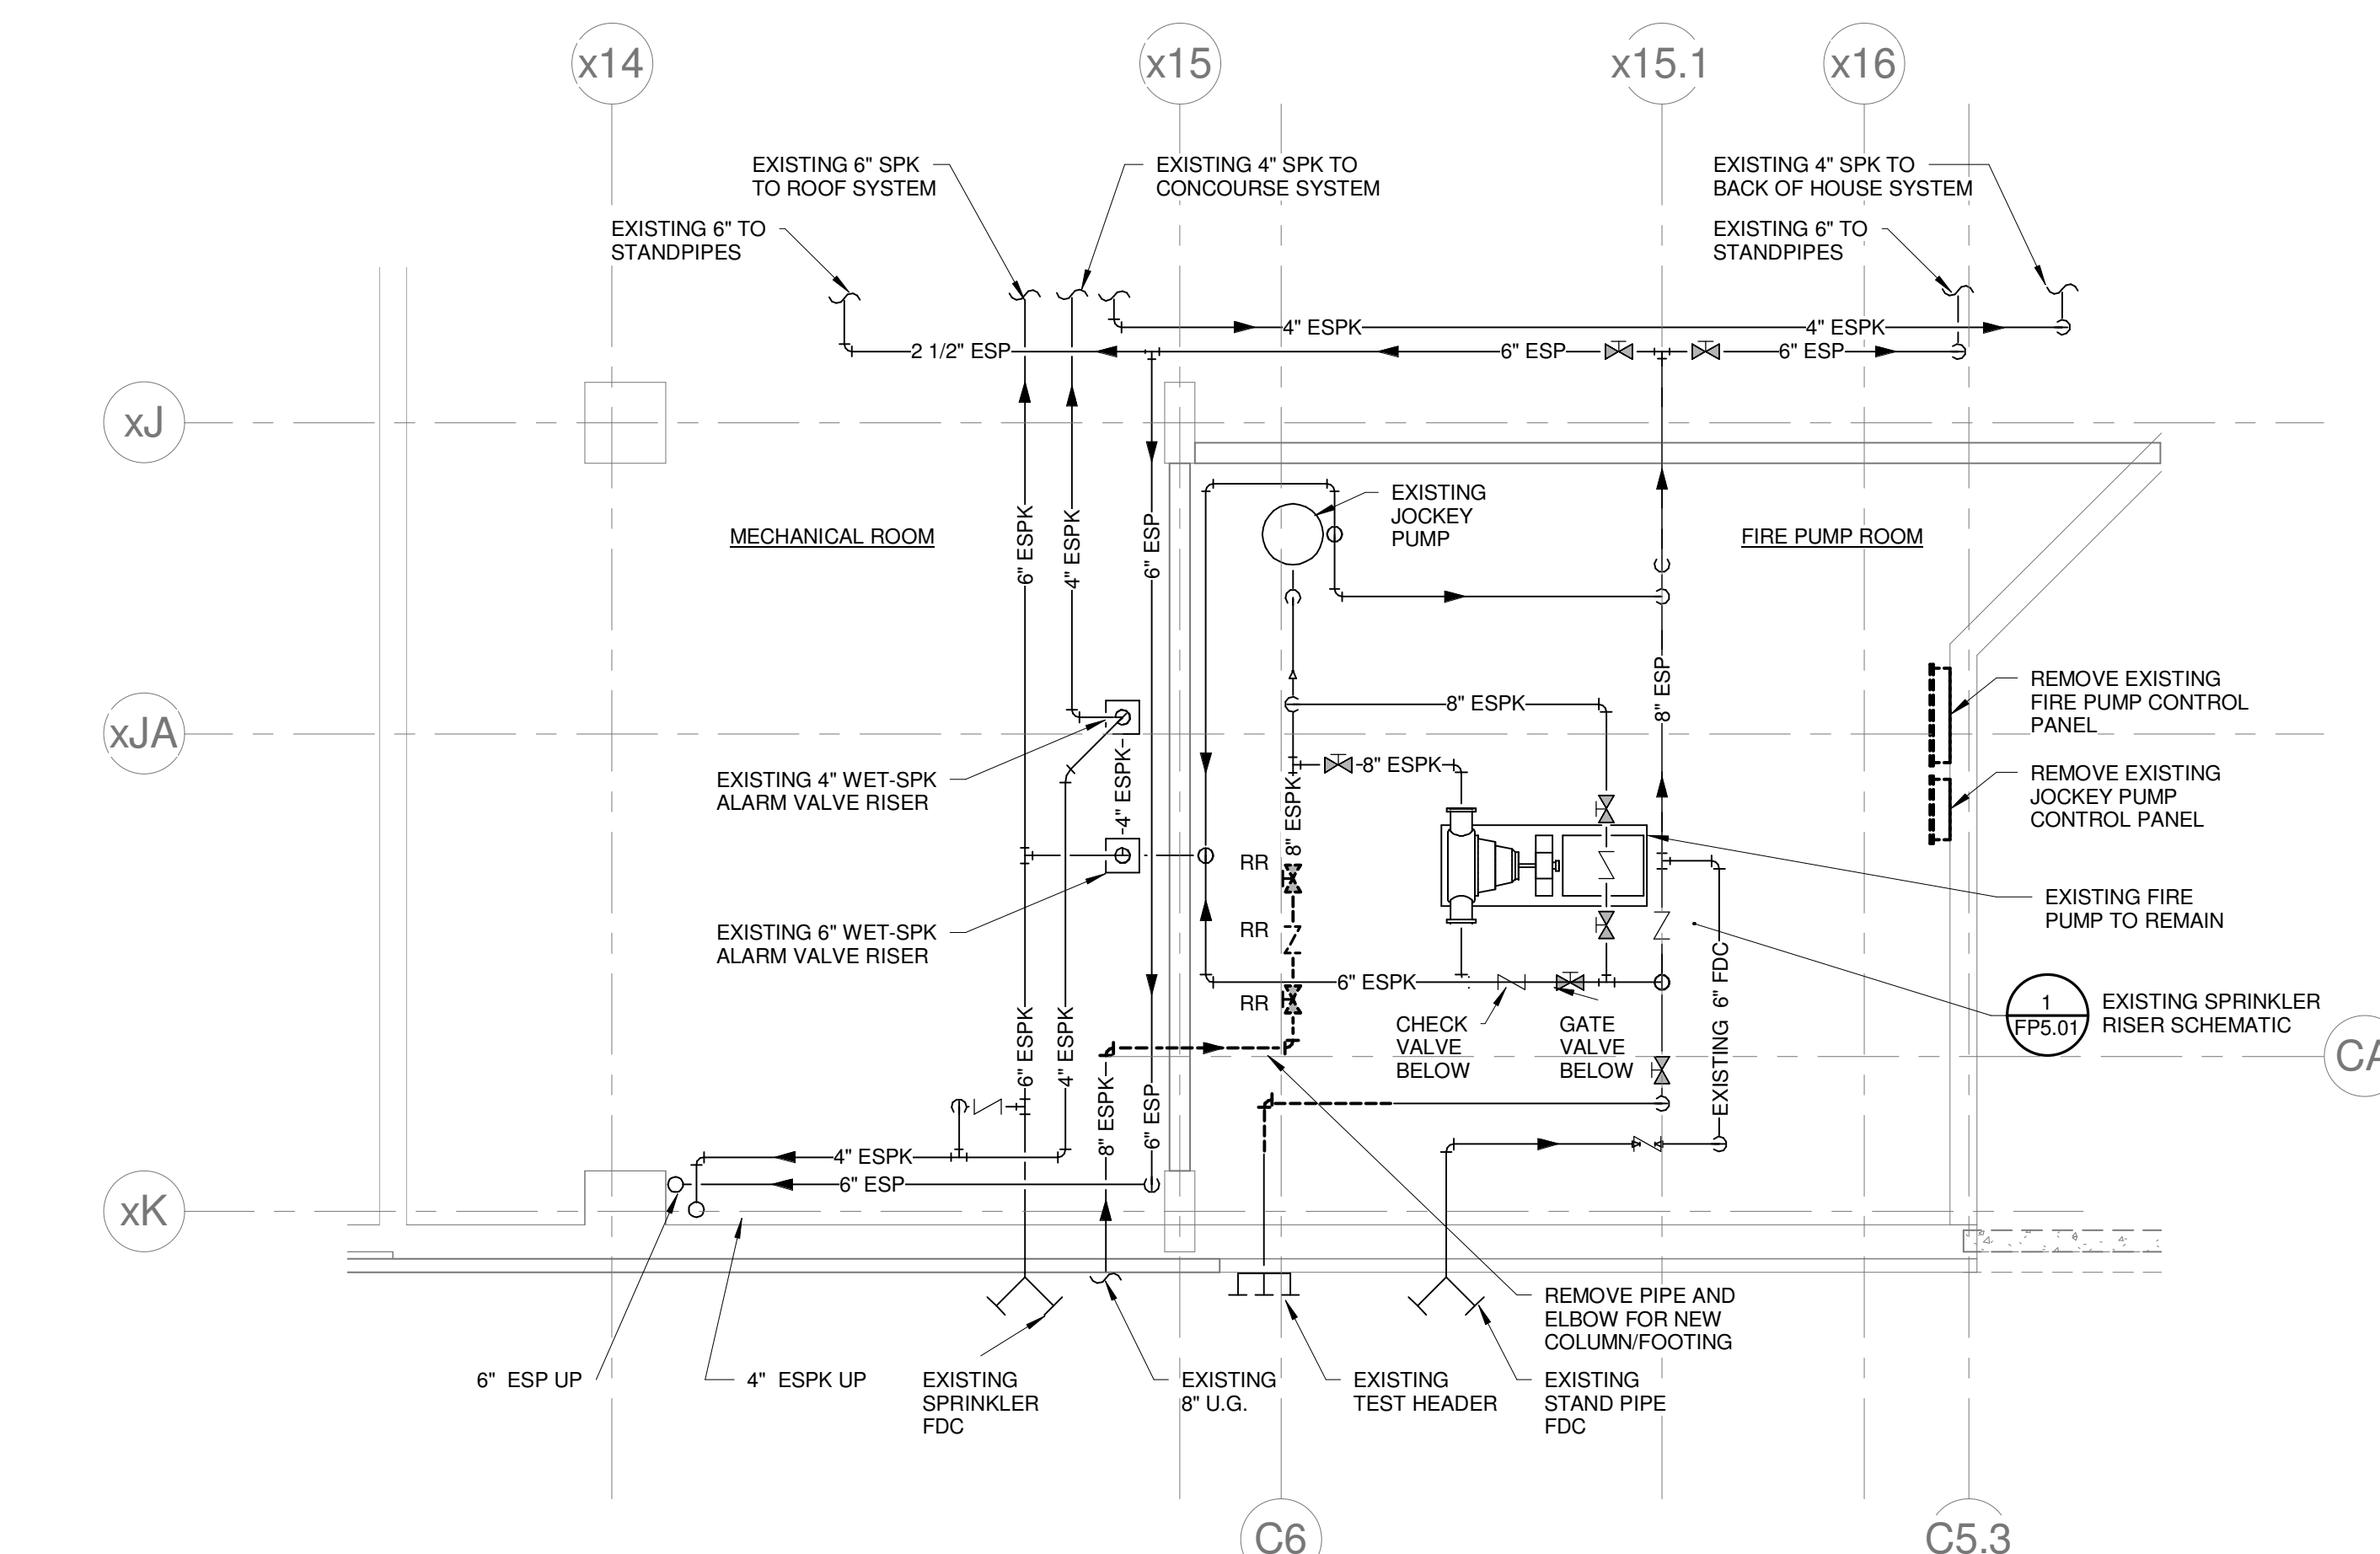 x14
x15
x15.1
x16
EXISTING 6" SPK
TO ROOF SYSTEM
EXISTING 4" SPK TO
CONCOURSE SYSTEM
EXISTING 4" SPK TO
BACK OF HOUSE SYSTEM
EXISTING 6" TO
STANDPIPES
EXISTING 6" TO
STANDPIPES
4" ESPK
4" ESPK
2 1/2" ESP
6" ESP
6" ESP
xJ
EXISTING
JOCKEY
PUMP
MECHANICAL ROOM
FIRE PUMP ROOM
6" ESPK
4" ESPK
6" ESP
8" ESP
REMOVE EXISTING
FIRE PUMP CONTROL
PANEL
xJA
8" ESPK
8" ESPK
EXISTING 4" WET-SPK
ALARM VALVE RISER
4" ESPK
8" ESPK
REMOVE EXISTING
JOCKEY PUMP
CONTROL PANEL
RR
EXISTING FIRE
PUMP TO REMAIN
EXISTING 6" WET-SPK
ALARM VALVE RISER
RR
6" ESPK
RR
EXISTING 6" FDC
1
FP5.01
EXISTING SPRINKLER
RISER SCHEMATIC
CHECK
VALVE
BELOW
GATE
VALVE
BELOW
CA
6" ESPK
4" ESPK
8" ESPK
6" ESP
4" ESPK
6" ESP
xK
REMOVE PIPE AND
ELBOW FOR NEW
COLUMN/FOOTING
6" ESP UP
4" ESPK UP
EXISTING
SPRINKLER
FDC
EXISTING
8" U.G.
EXISTING
TEST HEADER
EXISTING
STAND PIPE
FDC
C6
C5.3